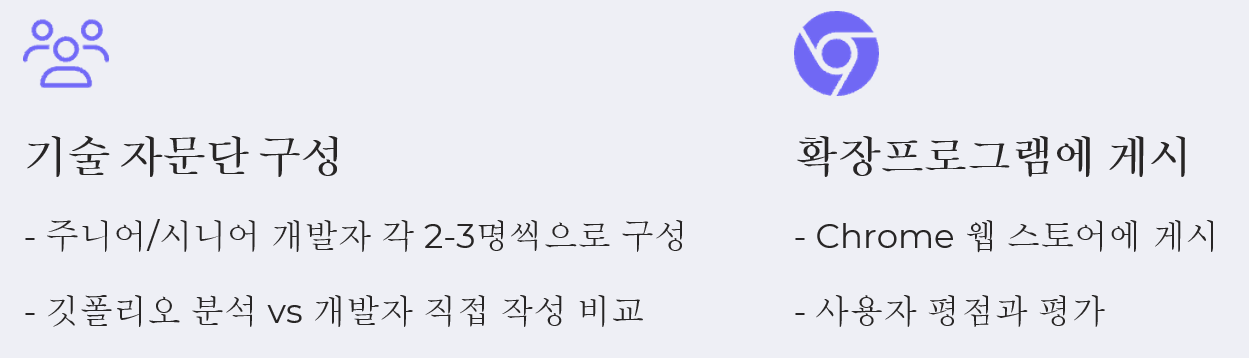 기술 자문단 구성
- 주니어/시니어 개발자 각 2-3명씩으로 구성
- 깃폴리오 분석 vs 개발자 직접 작성 비교
확장프로그램에 게시
- Chrome 웹 스토어에 게시
- 사용자 평점과 평가